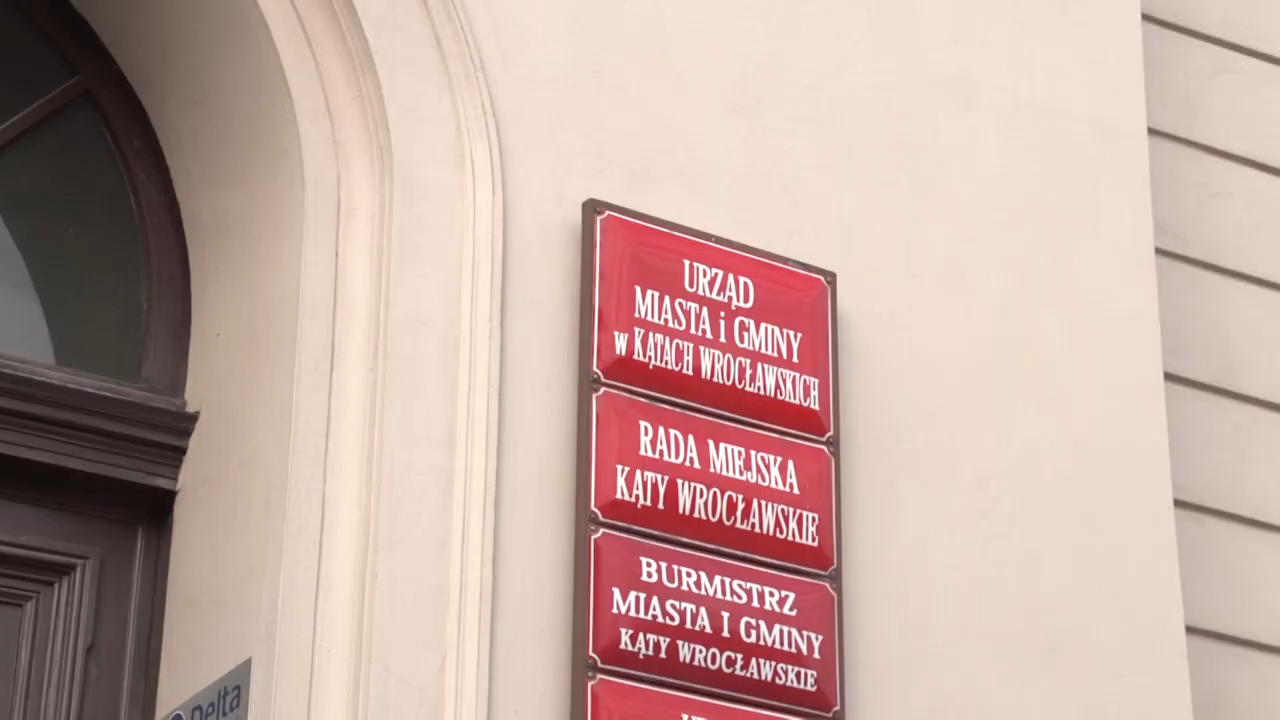 URZĄD
MIASTA i GMINY
w KĄTACH WROCŁAWSKICH
RADA MIEJSKA
KĄTY WROCŁAWSKIE
BURMISTRZ
MIASTA I GMINY
KĄTY WROCŁAWSKIE
Delta